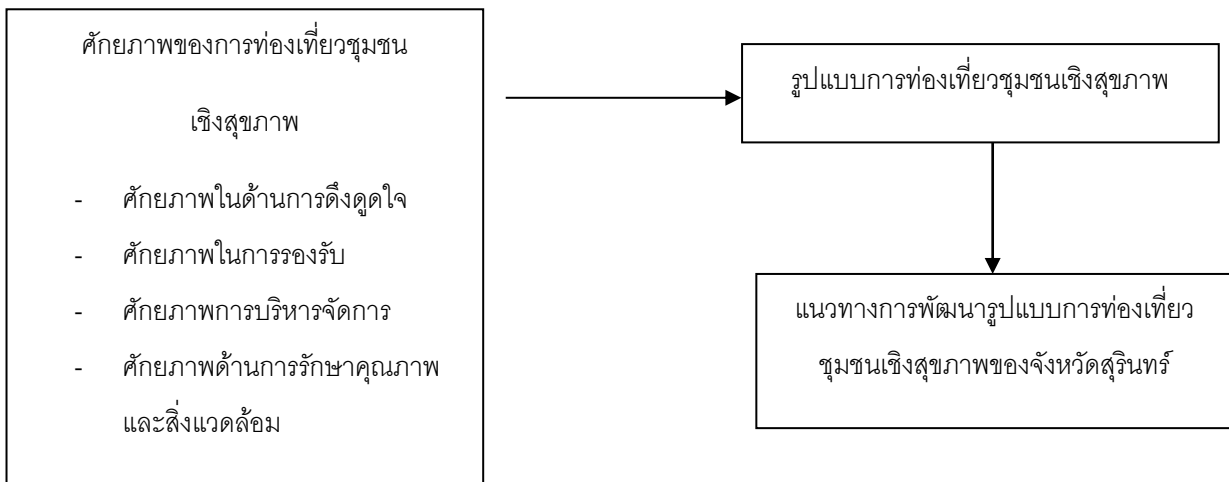 ศักยภาพของการท่องเที่ยวชุมชน
เชิงสุขภาพ
- ศักยภาพในด้านการดึงดูดใจ
- ศักยภาพในการรองรับ
- ศักยภาพการบริหารจัดการ
- ศักยภาพด้านการรักษาคุณภาพ
และสิ่งแวดล้อม
รูปแบบการท่องเที่ยวชุมชนเชิงสุขภาพ
แนวทางการพัฒนารูปแบบการท่องเที่ยว
ชุมชนเชิงสุขภาพของจังหวัดสุรินทร์